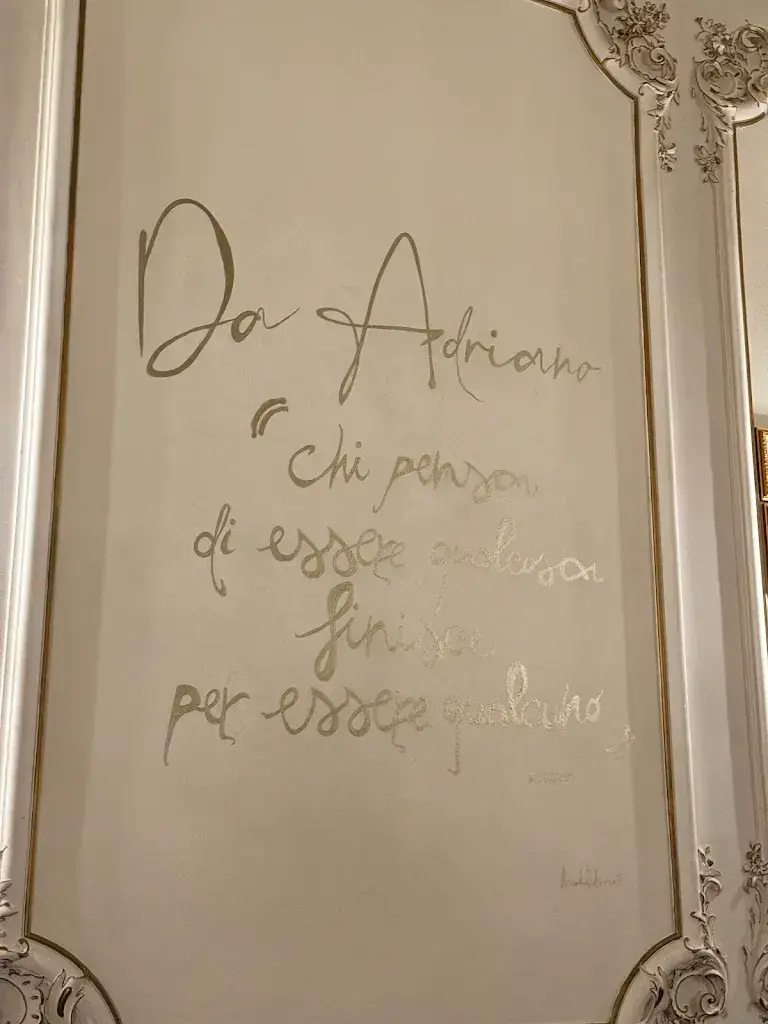 Da Adriano
"chi pensa
di essere qualcosa
finisce
per essere qualcuno"